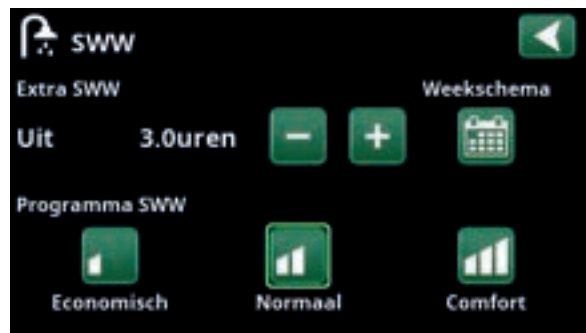 SWW
Extra SWW Weekschema
Uit 3.0uren
Programma SWW
Economisch Normaal Comfort